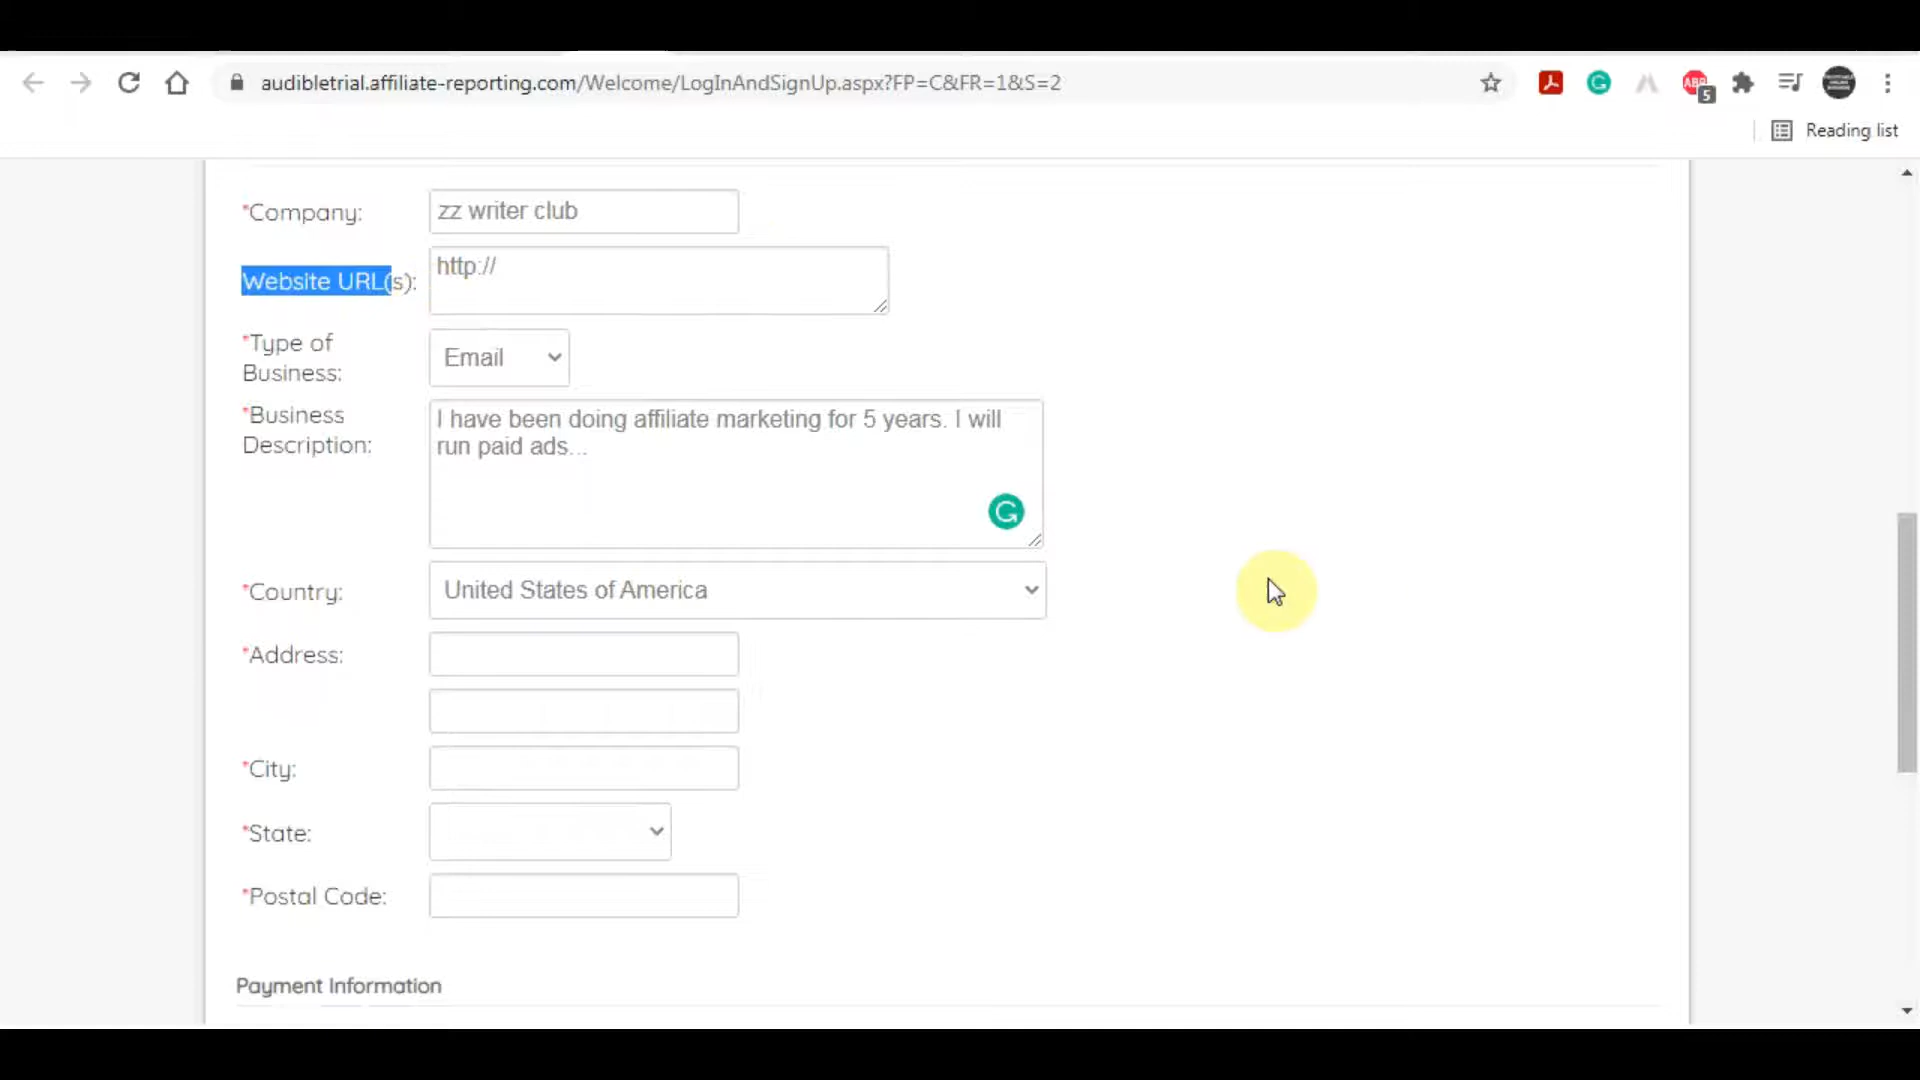 audibletrial.affiliate-reporting.com/Welcome/LogInAndSignUp.aspx?FP=C&FR=1&S=2
ABP
5
Reading list
*Company:
zz writer club
Website URL(s):
http://
*Type of
Business:
Email
*Business
Description:
I have been doing affiliate marketing for 5 years. I will
run paid ads...
*Country:
United States of America
*Address:
*City:
*State:
*Postal Code:
Payment Information